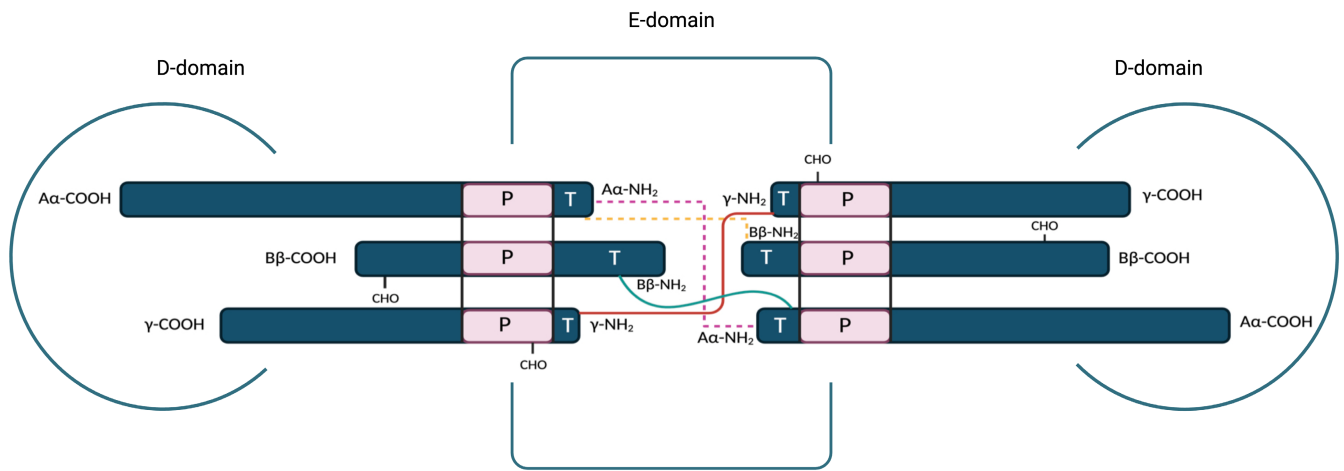 E-domain
D-domain
D-domain
CHO
Aα-COOH
P
T
Aα-NH₂
γ-NH₂
T
P
γ-COOH
CHO
Bβ-NH₂
Bβ-COOH
P
T
T
P
Bβ-COOH
Bβ-NH₂
CHO
γ-COOH
P
T
γ-NH₂
Aα-NH₂
T
P
Aα-COOH
CHO